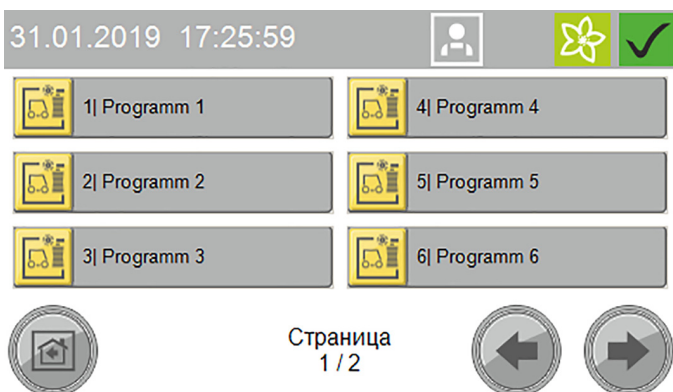 31.01.2019 17:25:59
1| Programm 1
4| Programm 4
2| Programm 2
5| Programm 5
3| Programm 3
6| Programm 6
Страница
1 / 2